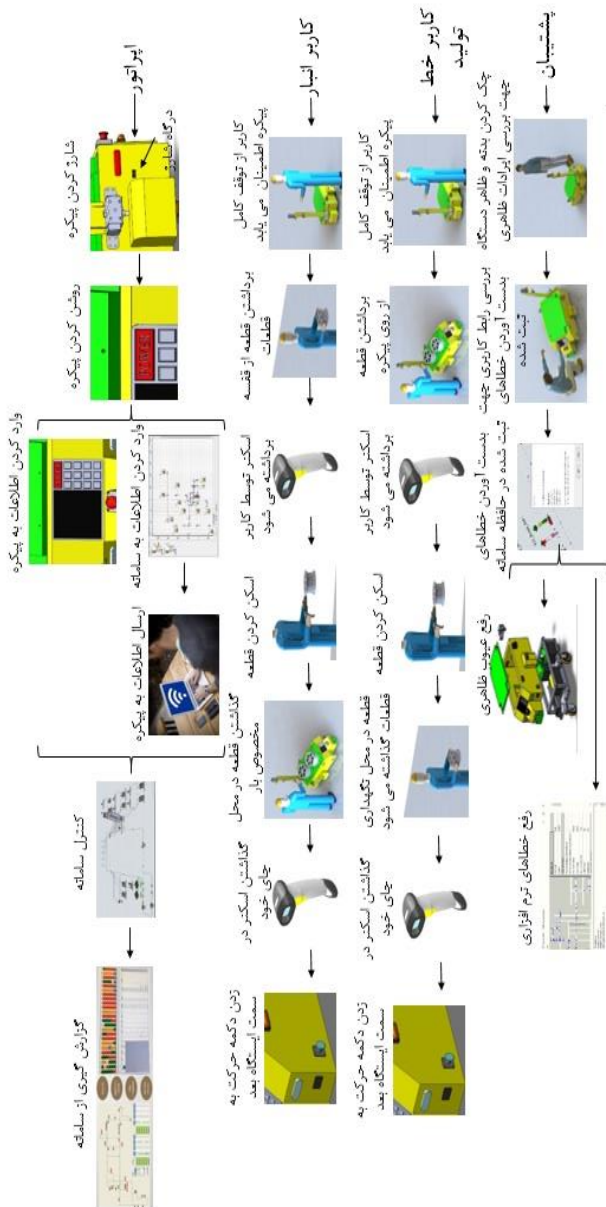 اپراتور
درگاه شارژ
شارژ کردن پیکره
روشن کردن پیکره
وارد کردن اطلاعات به پیکره
وارد کردن اطلاعات به سامانه
ارسال اطلاعات به پیکره
کنترل سامانه
گزارش گیری از سامانه
کاربر انبار
کاربر از توقف کامل
پیکره اطمینان می یابد
برداشتن قطعه از قفسه
قطعات
اسکنر توسط کاربر
برداشته می شود
اسکن کردن قطعه
گذاشتن قطعه در محل
مخصوص بار
گذاشتن اسکنر در
جای خود
زدن دکمه حرکت به
سمت ایستگاه بعد
کاربر خط
تولید
کاربر از توقف کامل
پیکره اطمینان می یابد
برداشتن قطعه
از روی پیکره
اسکنر توسط کاربر
برداشته می شود
اسکن کردن قطعه
قطعه در محل نگهداری
قطعات گذاشته می شود
گذاشتن اسکنر در
جای خود
زدن دکمه حرکت به
سمت ایستگاه بعد
پشتیبان
چک کردن بدنه و ظاهر دستگاه
جهت بررسی ایرادات ظاهری
بررسی رابط کاربری جهت
بدست آوردن خطاهای
ثبت شده
بدست آوردن خطاهای
ثبت شده در حافظه سامانه
رفع عیوب ظاهری
رفع خطاهای نرم افزاری